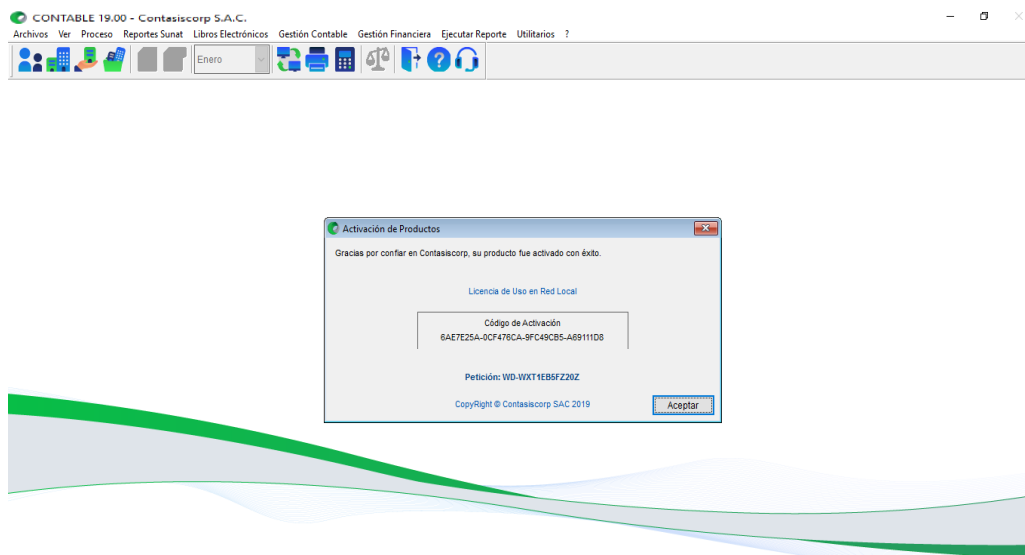 CONTABLE 19.00 - Contasiscorp S.A.C.
Archivos Ver Proceso Reportes Sunat Libros Electrónicos Gestión Contable Gestión Financiera Ejecutar Reporte Utilitarios ?
Enero
Activación de Productos
Gracias por confiar en Contasiscorp, su producto fue activado con éxito.
Licencia de Uso en Red Local
Código de Activación
6AE7E25A-0CF476CA-9FC49CB5-A69111D8
Petición: WD-WXT1EB5FZ20Z
CopyRight © Contasiscorp SAC 2019
Aceptar